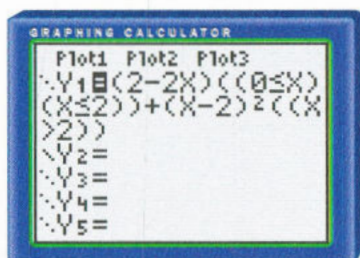 GRAPHING CALCULATOR
Plot1 Plot2 Plot3
⋱Y₁=(2-2X)((0≤X)
(X≤2))+(X-2)²((X
>2))
\Y₂=
⋱Y₃=
⋱Y₄=
⋱Y₅=